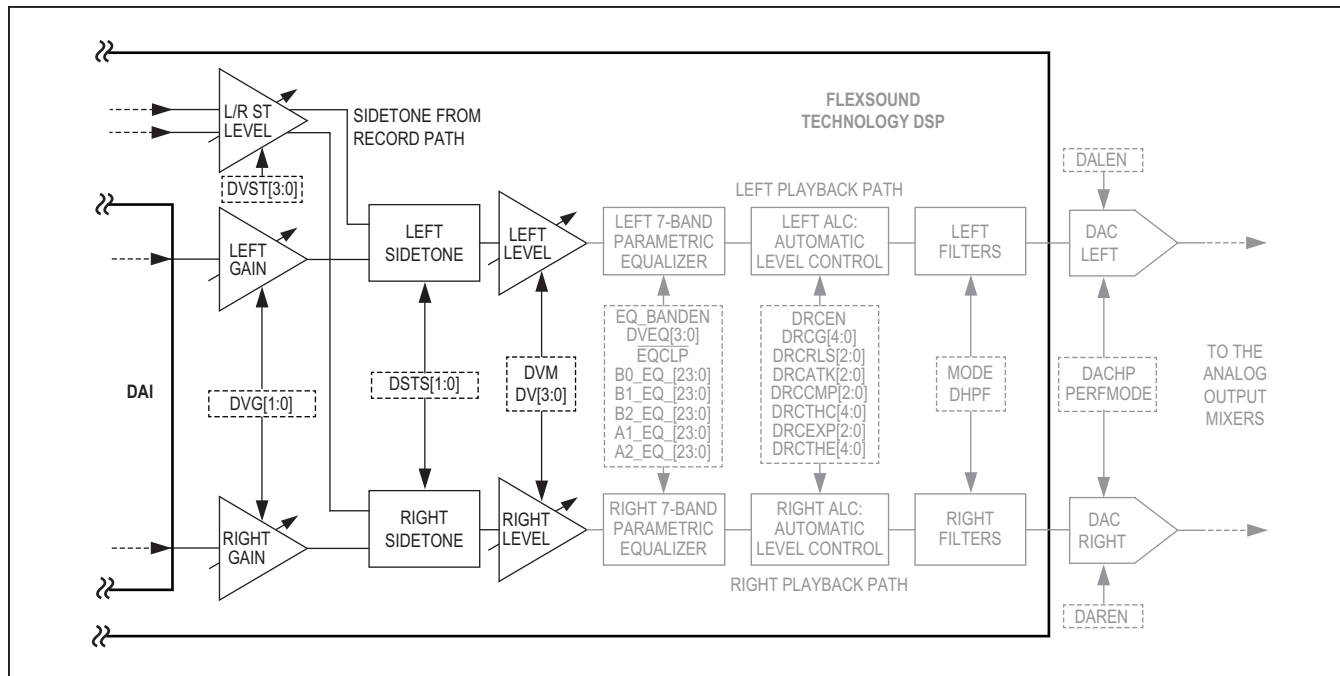 L/R ST
LEVEL
SIDETONE FROM
RECORD PATH
FLEXSOUND
TECHNOLOGY DSP
DVST[3:0]
DALEN
LEFT PLAYBACK PATH
LEFT
GAIN
LEFT
SIDETONE
LEFT
LEVEL
LEFT 7-BAND
PARAMETRIC
EQUALIZER
LEFT ALC:
AUTOMATIC
LEVEL CONTROL
LEFT
FILTERS
DAC
LEFT
DAI
DVG[1:0]
DSTS[1:0]
DVM
DV[3:0]
EQ_BANDEN
DVEQ[3:0]
EQCLP
B0_EQ_[23:0]
B1_EQ_[23:0]
B2_EQ_[23:0]
A1_EQ_[23:0]
A2_EQ_[23:0]
DRCEN
DRCG[4:0]
DRCRLS[2:0]
DRCATK[2:0]
DRCCMP[2:0]
DRCTHC[4:0]
DRCEXP[2:0]
DRCTHE[4:0]
MODE
DHPF
DACHP
PERFMODE
TO THE
ANALOG
OUTPUT
MIXERS
RIGHT
GAIN
RIGHT
SIDETONE
RIGHT
LEVEL
RIGHT 7-BAND
PARAMETRIC
EQUALIZER
RIGHT ALC:
AUTOMATIC
LEVEL CONTROL
RIGHT
FILTERS
DAC
RIGHT
RIGHT PLAYBACK PATH
DAREN